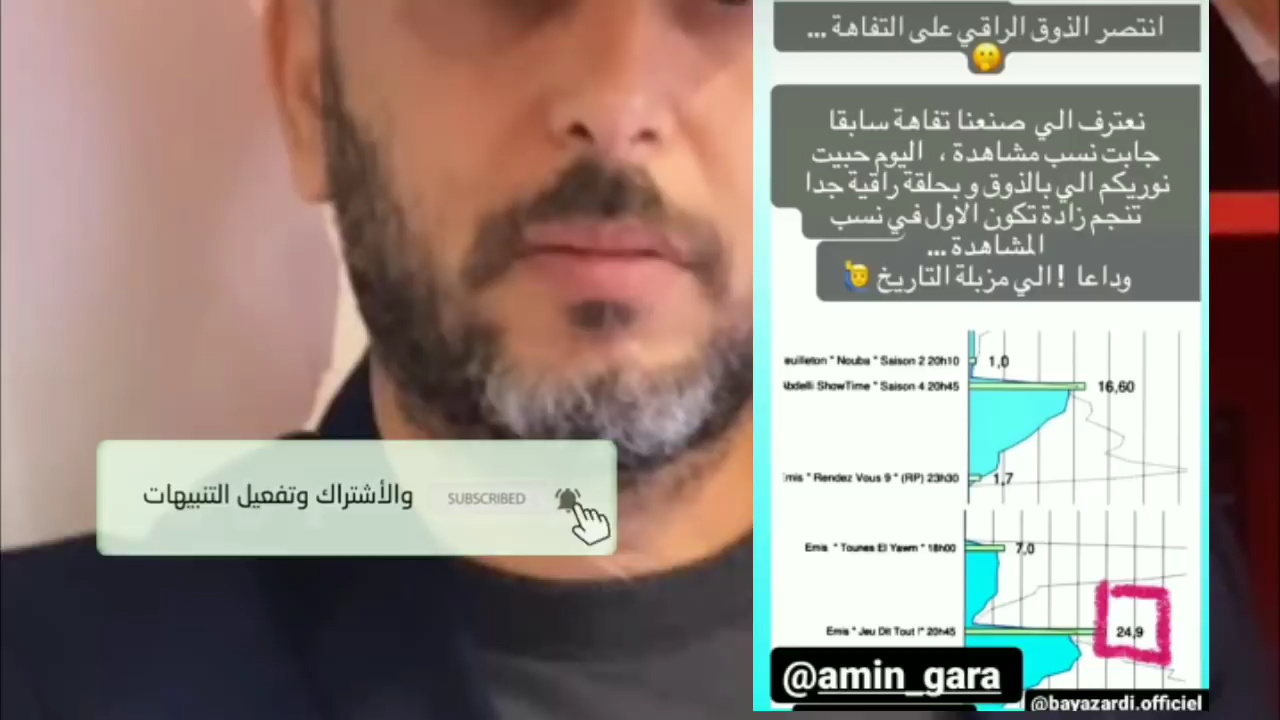 انتصر الذوق الراقي على التفاهة ...
نعترف الي صنعنا تفاهة سابقا
جابت نسب مشاهدة ، اليوم حبيت
نوريكم الي بالذوق و بحلقة راقية جدا
تنجم زادة تكون الاول في نسب
المشاهدة ...
وداعا ! الي مزبلة التاريخ
euilleton " Nouba " Saison 2 20h10 1,0
Abdelli ShowTime " Saison 4 20h45 16,60
mis " Rendez Vous 9 " (RP) 23h30 1,7
Emis " Tounes El Yawm " 18h00 7,0
Emis " Jeu Dit Tout !" 20h45 24,9
@amin_gara
@bayazardi.officiel
والأشتراك وتفعيل التنبيهات SUBSCRIBED